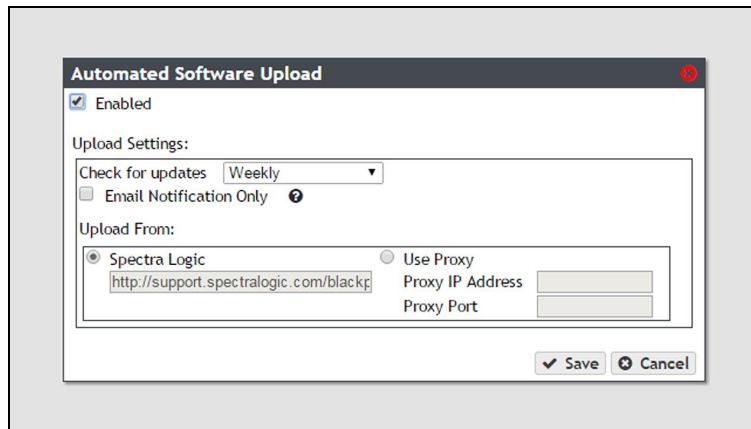 Automated Software Upload
Enabled
Upload Settings:
Check for updates Weekly
Email Notification Only
Upload From:
Spectra Logic Use Proxy
http://support.spectralogic.com/blackp Proxy IP Address
Proxy Port
Save Cancel